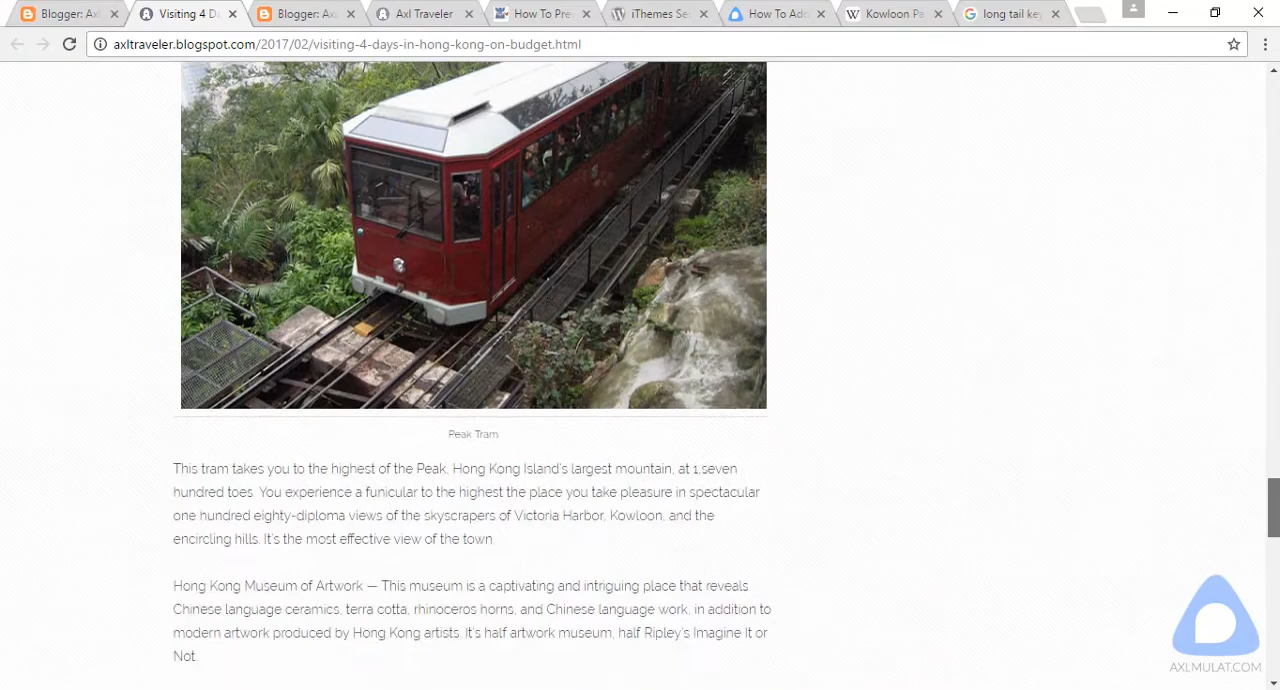 Blogger: Axl
Visiting 4 D
Blogger: Ax
Axl Traveler
How To Pre
iThemes Se
How To Ad
Kowloon Pa
long tail key
axltraveler.blogspot.com/2017/02/visiting-4-days-in-hong-kong-on-budget.html
Peak Tram
This tram takes you to the highest of the Peak, Hong Kong Island's largest mountain, at 1,seven
hundred toes. You experience a funicular to the highest the place you take pleasure in spectacular
one hundred eighty-diploma views of the skyscrapers of Victoria Harbor, Kowloon, and the
encircling hills. It's the most effective view of the town.
Hong Kong Museum of Artwork — This museum is a captivating and intriguing place that reveals
Chinese language ceramics, terra cotta, rhinoceros horns, and Chinese language work, in addition to
modern artwork produced by Hong Kong artists. It's half artwork museum, half Ripley's Imagine It or
Not.
AXLMULAT.COM